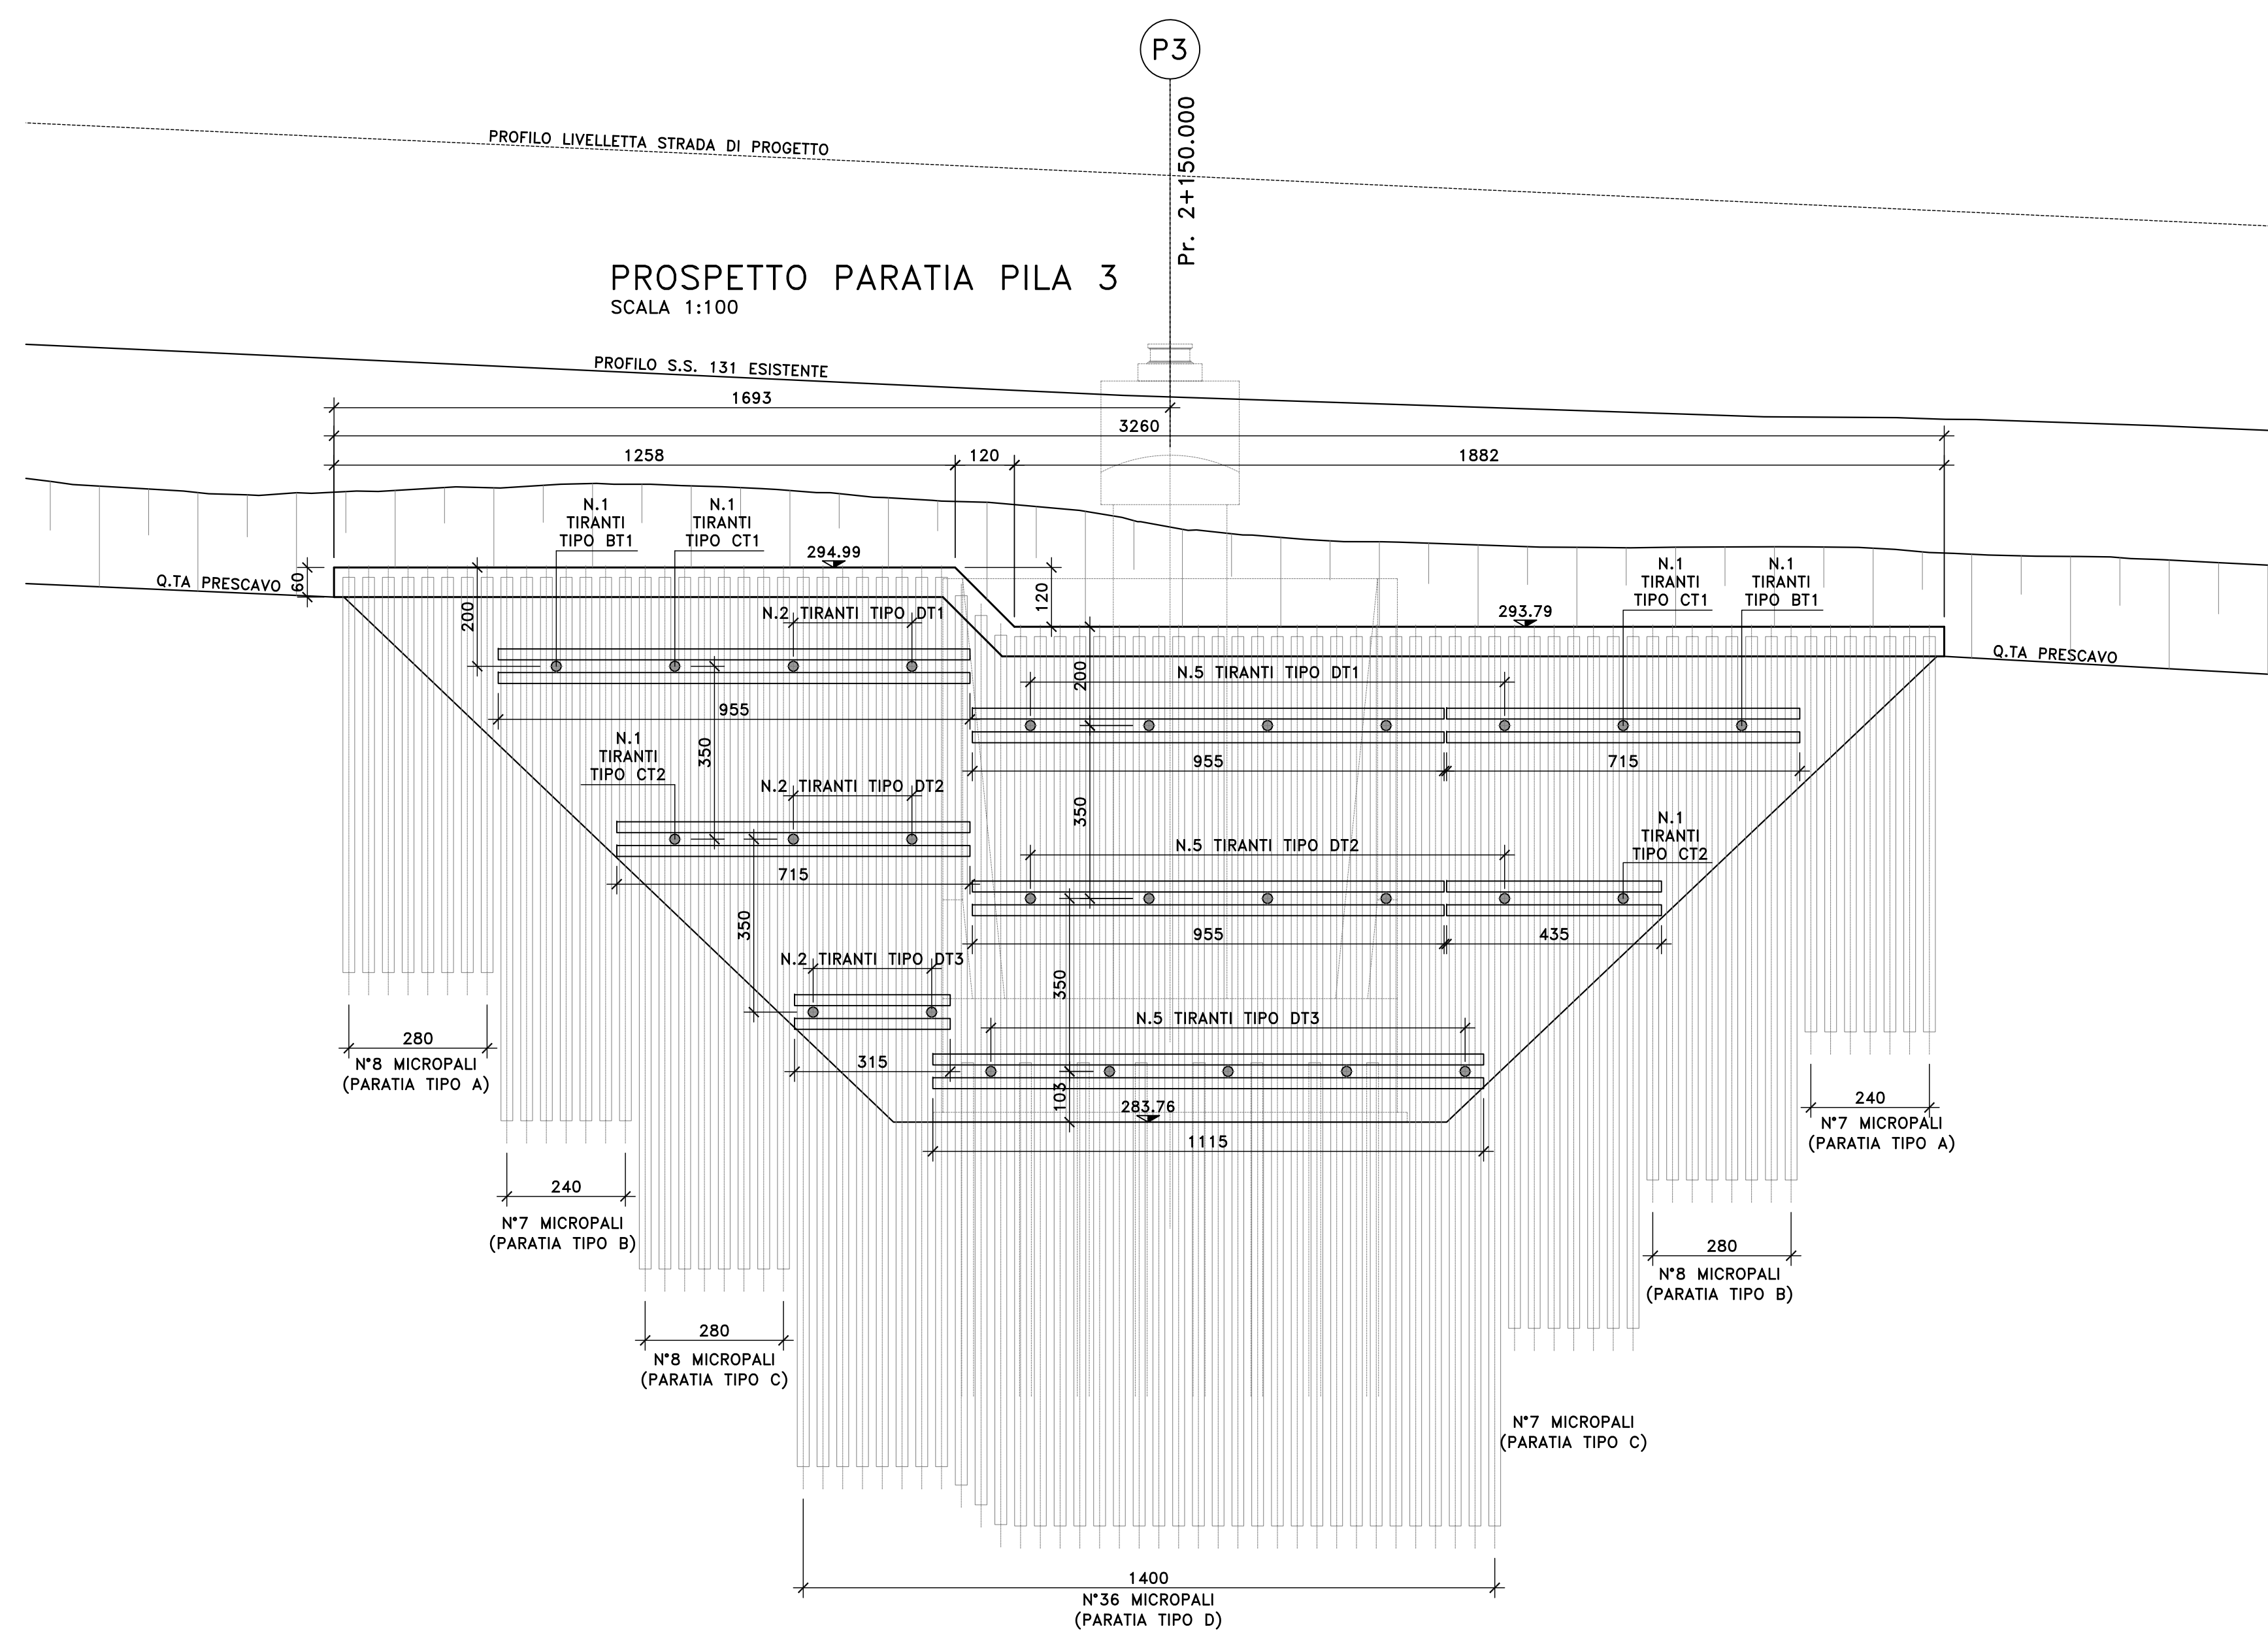 P3
Pr. 2+150.000
PROFILO LIVELLETTA STRADA DI PROGETTO
PROSPETTO PARATIA PILA 3
SCALA 1:100
PROFILO S.S. 131 ESISTENTE
1693
3260
1258
120
1882
N.1
TIRANTI
TIPO BT1
N.1
TIRANTI
TIPO CT1
294.99
Q.TA PRESCAVO
60
200
120
N.2 TIRANTI TIPO DT1
293.79
N.1
TIRANTI
TIPO CT1
N.1
TIRANTI
TIPO BT1
Q.TA PRESCAVO
200
N.5 TIRANTI TIPO DT1
955
350
N.1
TIRANTI
TIPO CT2
N.2 TIRANTI TIPO DT2
955
715
350
N.5 TIRANTI TIPO DT2
N.1
TIRANTI
TIPO CT2
715
350
955
435
N.2 TIRANTI TIPO DT3
350
N.5 TIRANTI TIPO DT3
315
103
283.76
1115
280
N°8 MICROPALI
(PARATIA TIPO A)
240
N°7 MICROPALI
(PARATIA TIPO A)
240
N°7 MICROPALI
(PARATIA TIPO B)
280
N°8 MICROPALI
(PARATIA TIPO B)
280
N°8 MICROPALI
(PARATIA TIPO C)
N°7 MICROPALI
(PARATIA TIPO C)
1400
N°36 MICROPALI
(PARATIA TIPO D)